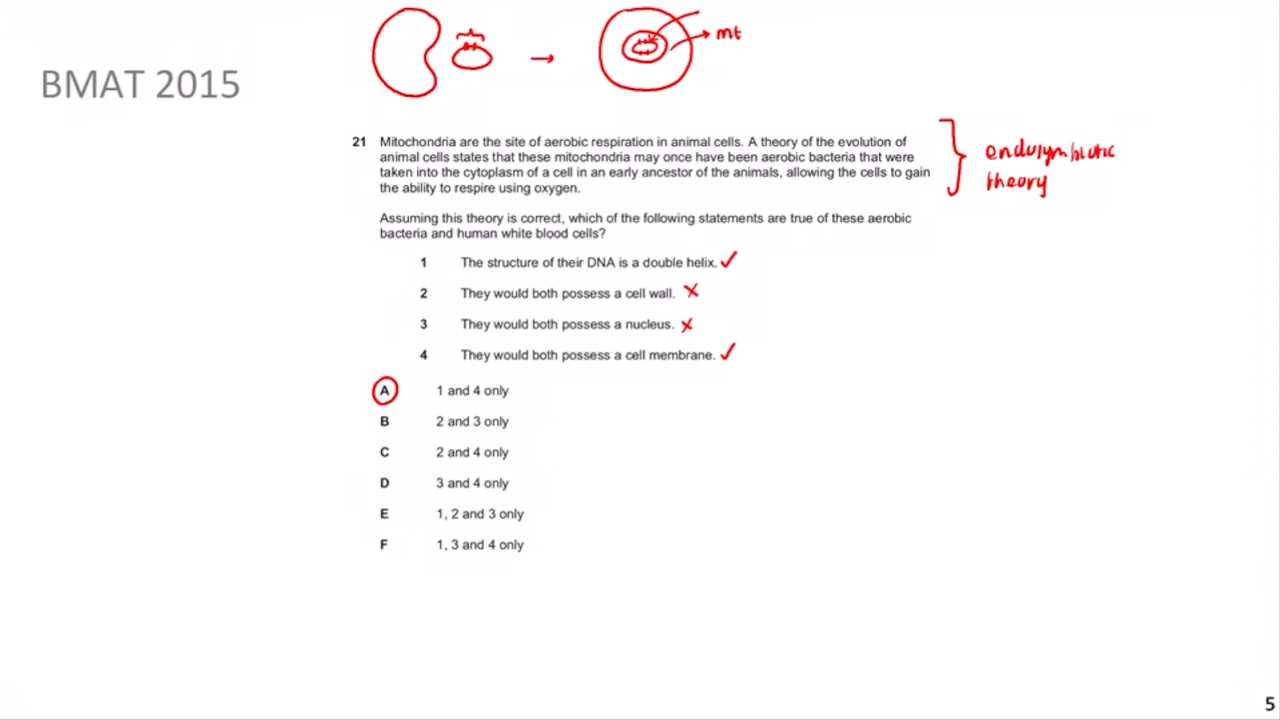 mt
BMAT 2015
21 Mitochondria are the site of aerobic respiration in animal cells. A theory of the evolution of
animal cells states that these mitochondria may once have been aerobic bacteria that were
taken into the cytoplasm of a cell in an early ancestor of the animals, allowing the cells to gain
the ability to respire using oxygen.
endosymbiotic
theory
Assuming this theory is correct, which of the following statements are true of these aerobic
bacteria and human white blood cells?
1 The structure of their DNA is a double helix. ✓
2 They would both possess a cell wall. ✗
3 They would both possess a nucleus. ✗
4 They would both possess a cell membrane. ✓
A 1 and 4 only
B 2 and 3 only
C 2 and 4 only
D 3 and 4 only
E 1, 2 and 3 only
F 1, 3 and 4 only
5